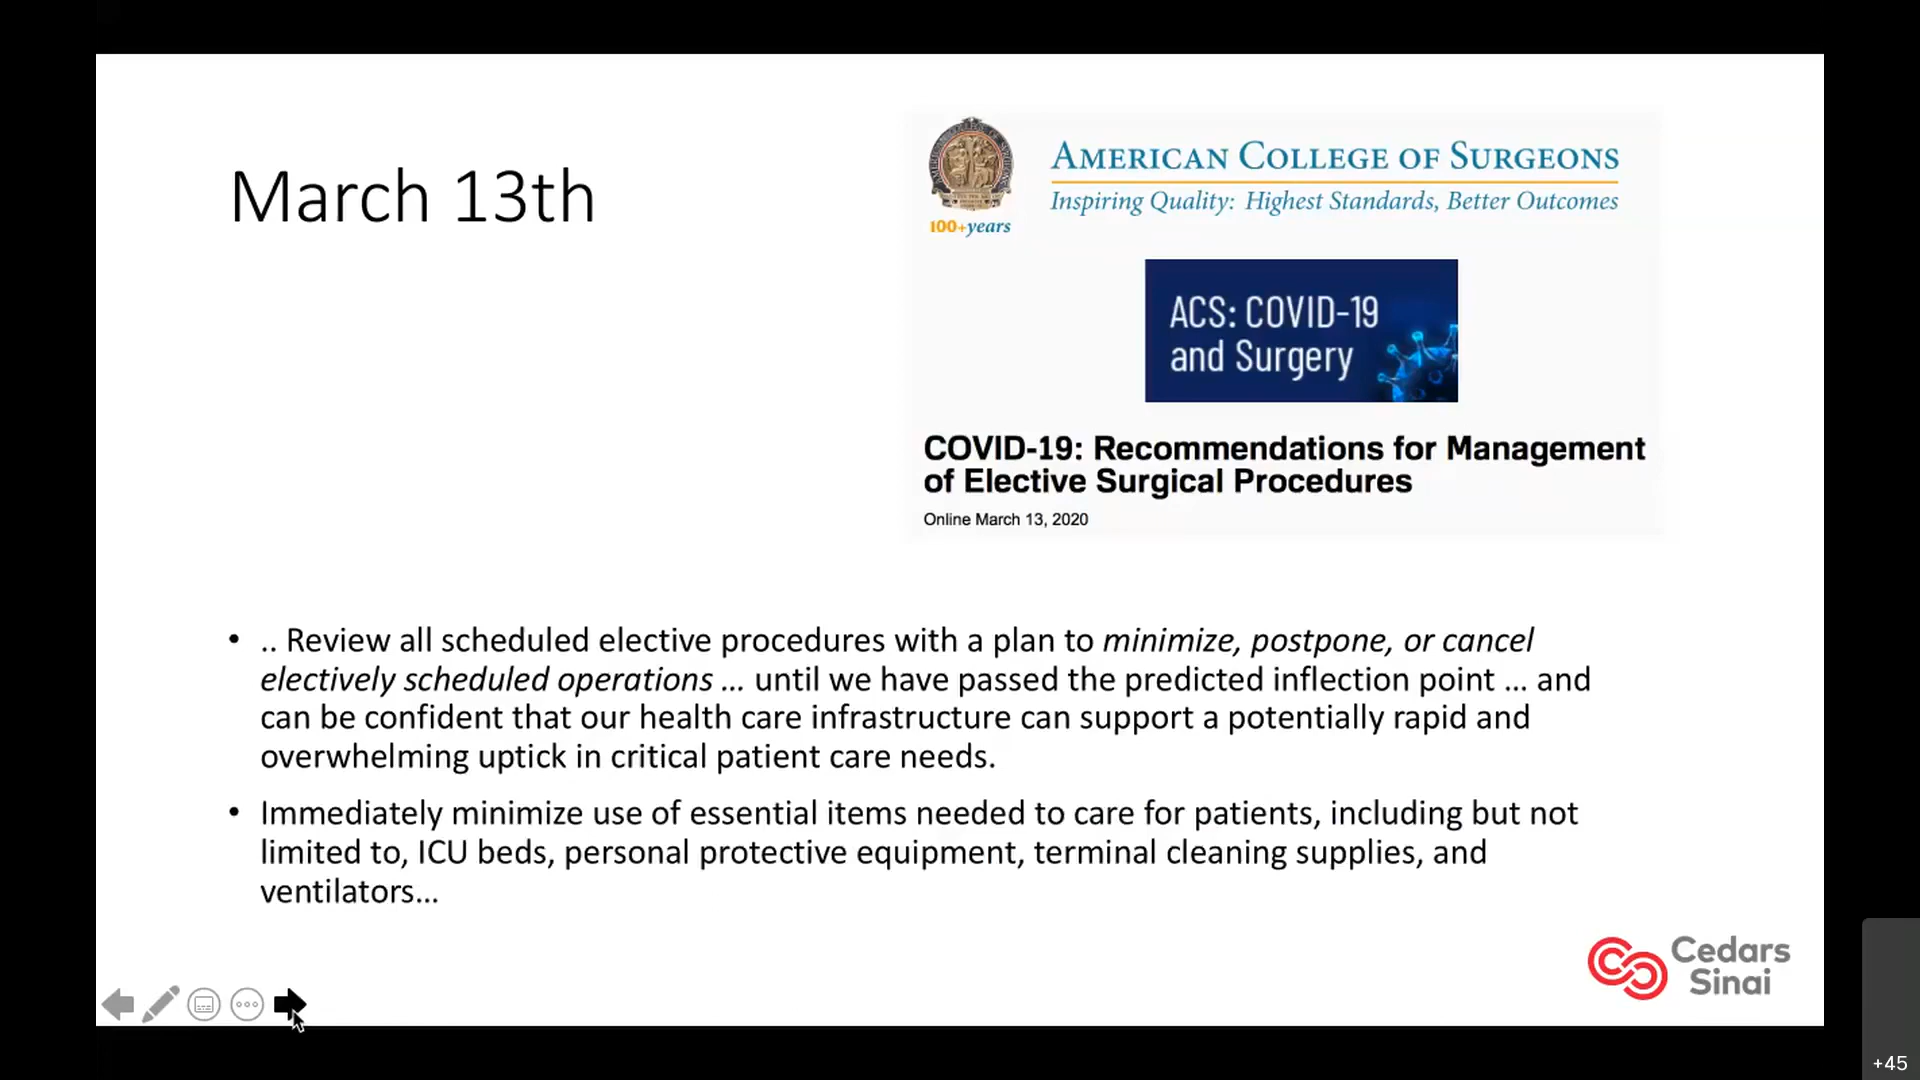 March 13th
AMERICAN COLLEGE OF SURGEONS
Inspiring Quality: Highest Standards, Better Outcomes
100+years
ACS: COVID-19
and Surgery
COVID-19: Recommendations for Management
of Elective Surgical Procedures
Online March 13, 2020
• .. Review all scheduled elective procedures with a plan to minimize, postpone, or cancel
electively scheduled operations ... until we have passed the predicted inflection point ... and
can be confident that our health care infrastructure can support a potentially rapid and
overwhelming uptick in critical patient care needs.
• Immediately minimize use of essential items needed to care for patients, including but not
limited to, ICU beds, personal protective equipment, terminal cleaning supplies, and
ventilators...
Cedars
Sinai
+45